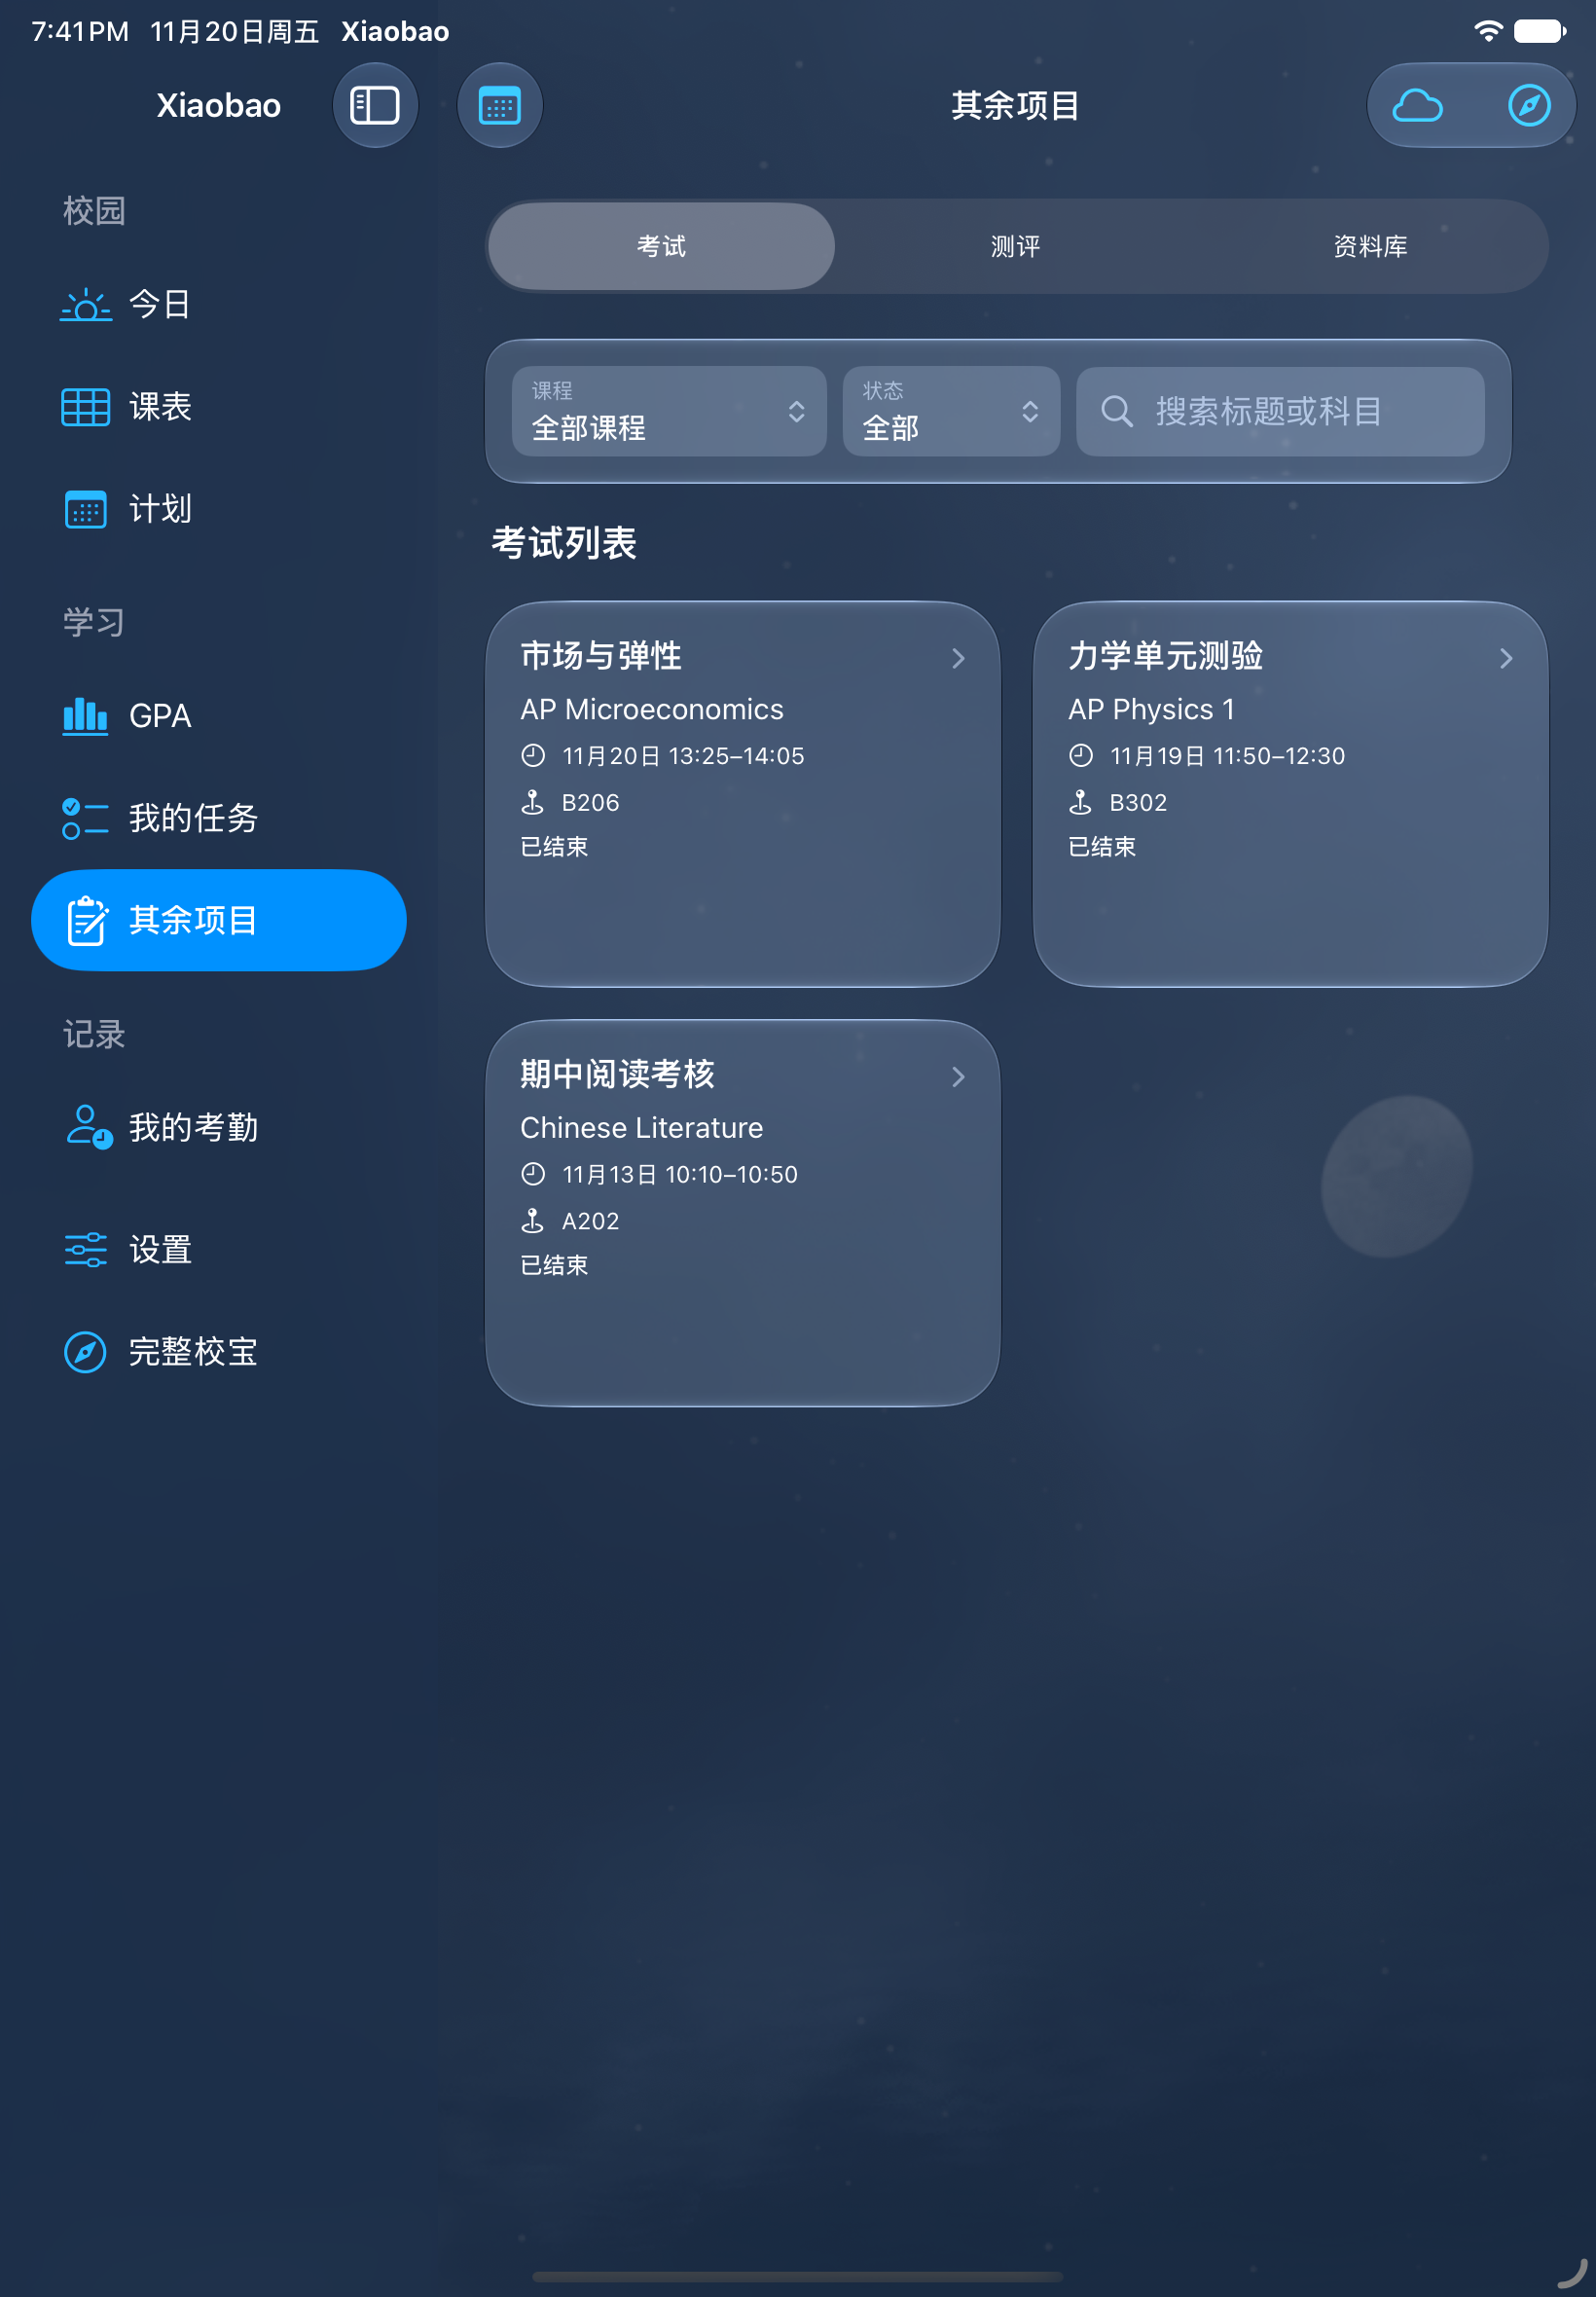 7:41PM 11月20日周五 Xiaobao
Xiaobao
其余项目
校园
今日
课表
计划
学习
GPA
我的任务
其余项目
记录
我的考勤
设置
完整校宝
考试 测评 资料库
课程
全部课程
状态
全部
搜索标题或科目
考试列表
市场与弹性
AP Microeconomics
11月20日 13:25–14:05
B206
已结束
力学单元测验
AP Physics 1
11月19日 11:50–12:30
B302
已结束
期中阅读考核
Chinese Literature
11月13日 10:10–10:50
A202
已结束